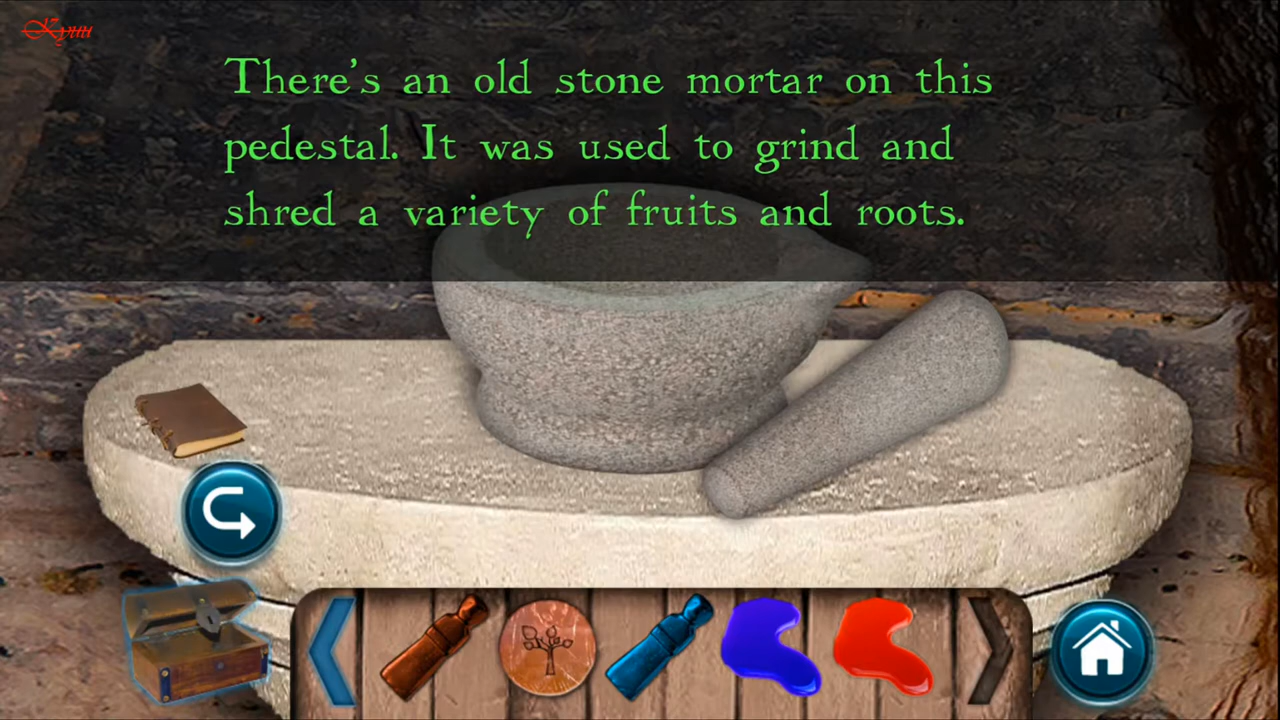 Куш
There's an old stone mortar on this
pedestal. It was used to grind and
shred a variety of fruits and roots.